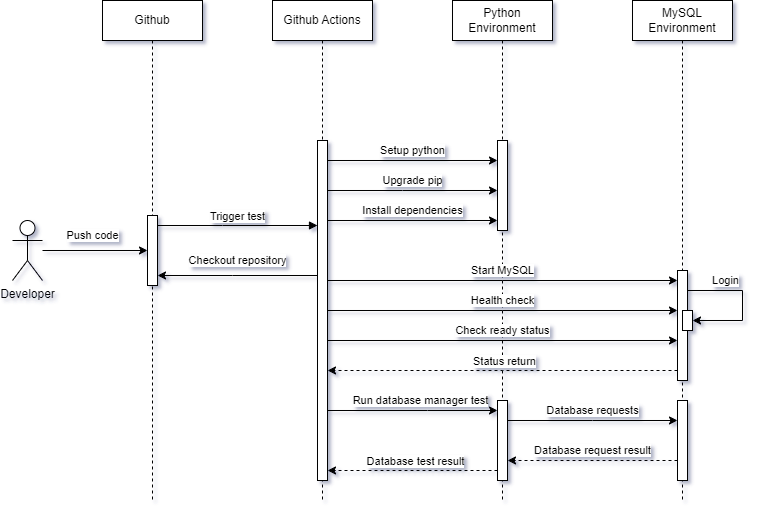 Github
Github Actions
Python
Environment
MySQL
Environment
Setup python
Upgrade pip
Install dependencies
Trigger test
Push code
Checkout repository
Developer
Start MySQL
Login
Health check
Check ready status
Status return
Run database manager test
Database requests
Database request result
Database test result